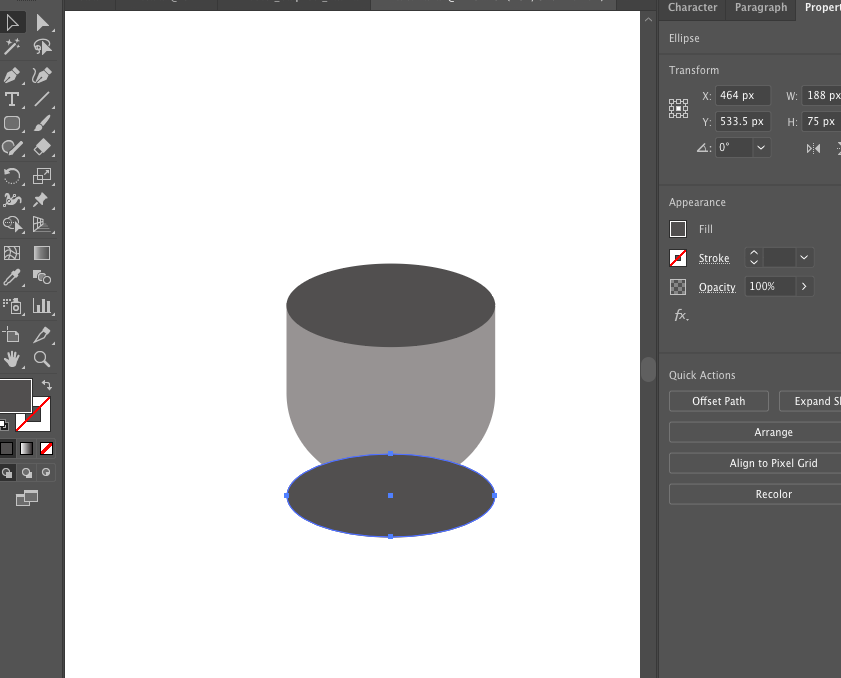 Character Paragraph Propert
Ellipse
Transform
X: 464 px W: 188 px
Y: 533.5 px H: 75 px
0°
Appearance
Fill
Stroke
Opacity 100%
fx.
Quick Actions
Offset Path Expand Sh
Arrange
Align to Pixel Grid
Recolor